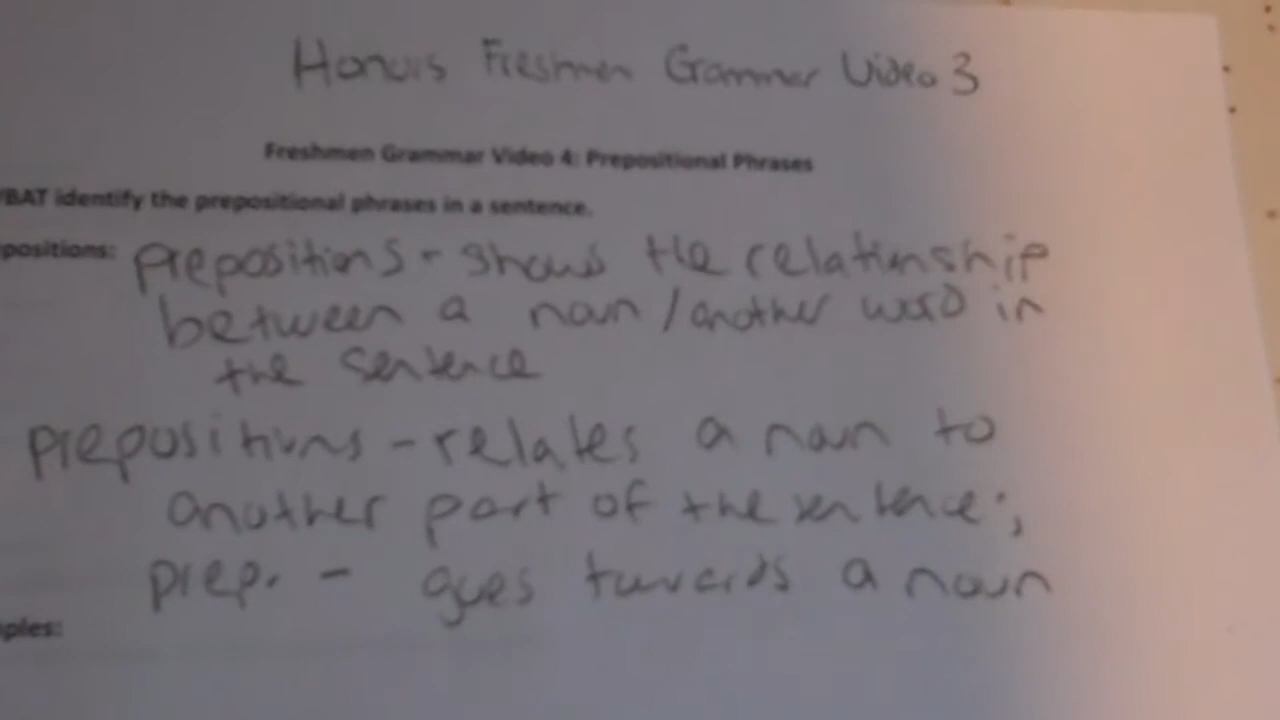 Honors Freshmen Grammar Video 3
Freshmen Grammar Video 4: Prepositional Phrases
WBAT identify the prepositional phrases in a sentence.
positions: prepositions - shows the relationship
between a noun / another word in
the sentence
prepositions - relates a noun to
another part of the sentence;
prep. - goes towards a noun
ples: